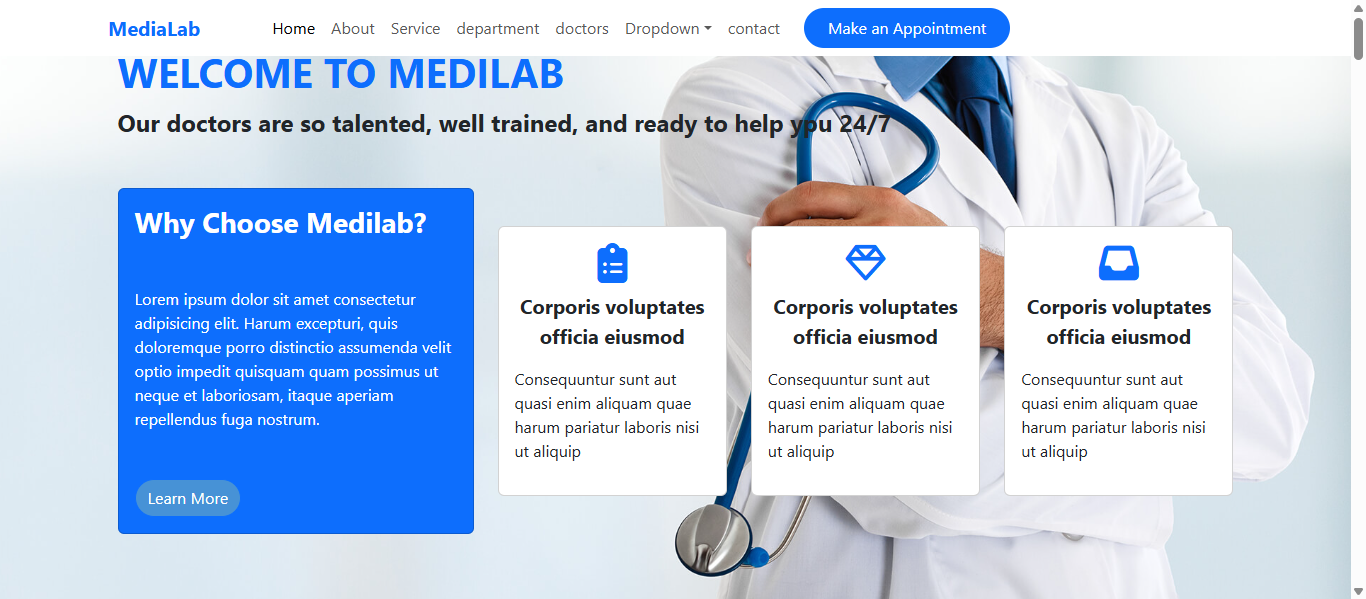 MediaLab Home About Service department doctors Dropdown contact Make an Appointment
WELCOME TO MEDILAB
Our doctors are so talented, well trained, and ready to help ypu 24/7
Why Choose Medilab?
Lorem ipsum dolor sit amet consectetur
adipisicing elit. Harum excepturi, quis
doloremque porro distinctio assumenda velit
optio impedit quisquam quam possimus ut
neque et laboriosam, itaque aperiam
repellendus fuga nostrum.
Learn More
Corporis voluptates
officia eiusmod
Consequuntur sunt aut
quasi enim aliquam quae
harum pariatur laboris nisi
ut aliquip
Corporis voluptates
officia eiusmod
Consequuntur sunt aut
quasi enim aliquam quae
harum pariatur laboris nisi
ut aliquip
Corporis voluptates
officia eiusmod
Consequuntur sunt aut
quasi enim aliquam quae
harum pariatur laboris nisi
ut aliquip